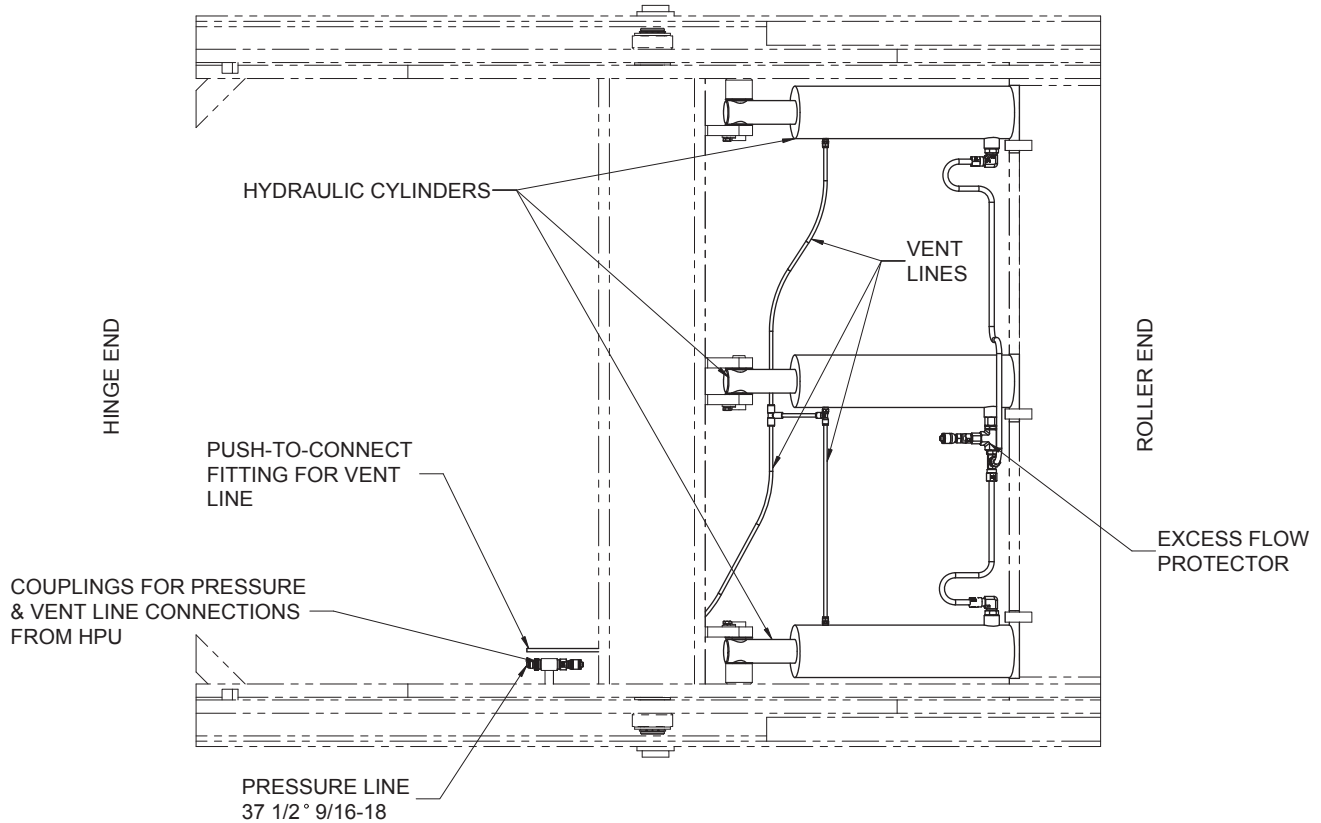 HYDRAULIC CYLINDERS
VENT
LINES
HINGE END
ROLLER END
PUSH-TO-CONNECT
FITTING FOR VENT
LINE
EXCESS FLOW
PROTECTOR
COUPLINGS FOR PRESSURE
& VENT LINE CONNECTIONS
FROM HPU
PRESSURE LINE
37 1/2° 9/16-18